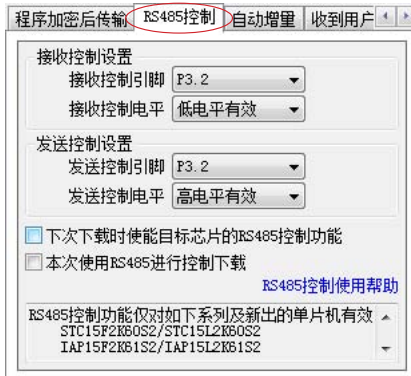 程序加密后传输 RS485控制 自动增量 收到用户
接收控制设置
接收控制引脚 P3.2
接收控制电平 低电平有效
发送控制设置
发送控制引脚 P3.2
发送控制电平 高电平有效
下次下载时使能目标芯片的RS485控制功能
本次使用RS485进行控制下载
RS485控制使用帮助
RS485控制功能仅对如下系列及新出的单片机有效
STC15F2K60S2/STC15L2K60S2
IAP15F2K61S2/IAP15L2K61S2